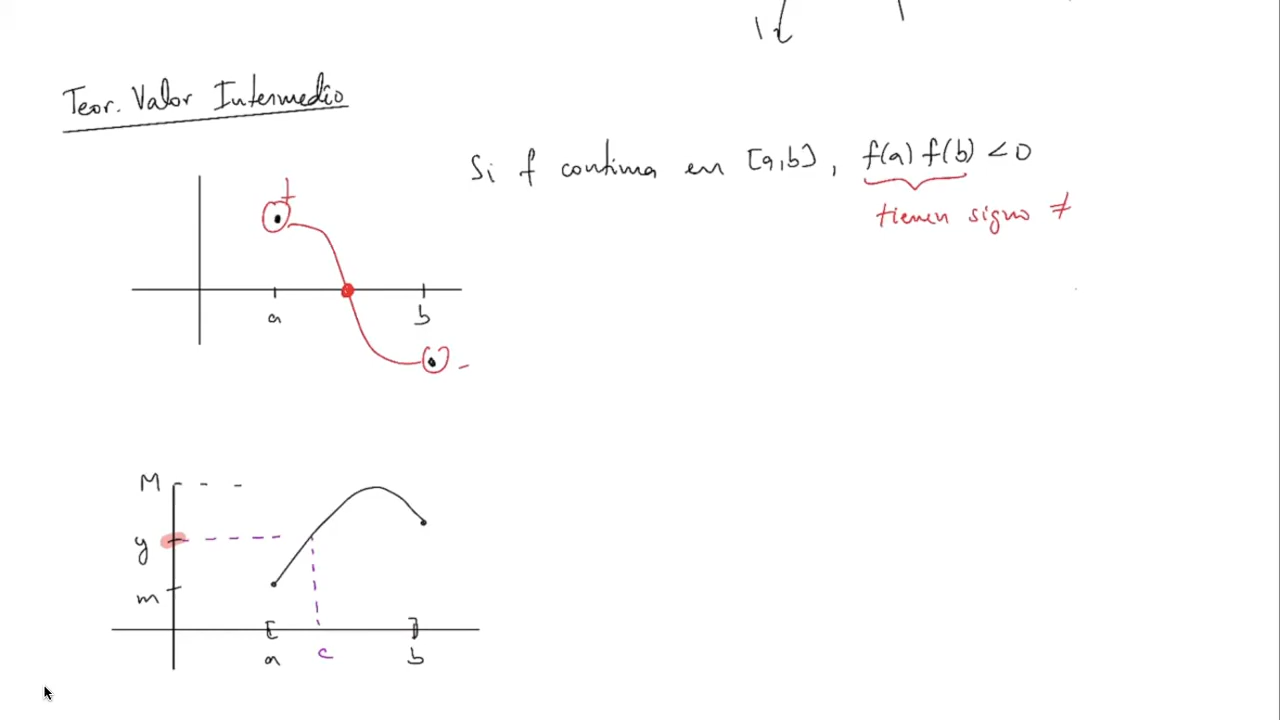 Teor. Valor Intermedio
Si f continua en [a,b], f(a) f(b) < 0
tienen signo ≠
+
a b
-
M
y
m
a c b